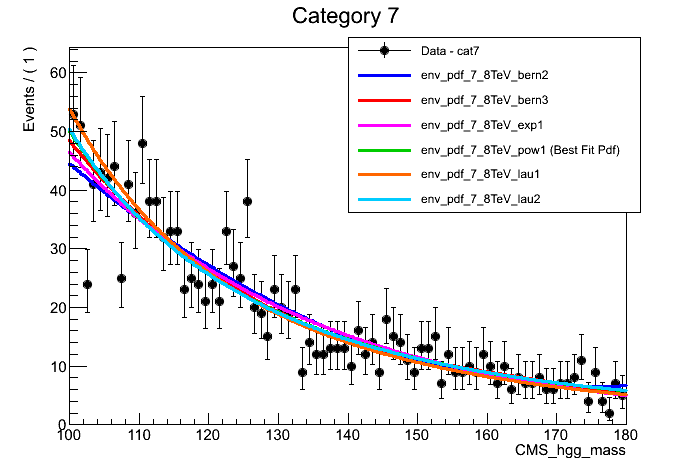 Category 7
Events / ( 1 )
Data - cat7
env_pdf_7_8TeV_bern2
env_pdf_7_8TeV_bern3
env_pdf_7_8TeV_exp1
env_pdf_7_8TeV_pow1 (Best Fit Pdf)
env_pdf_7_8TeV_lau1
env_pdf_7_8TeV_lau2
60
50
40
30
20
10
0
100 110 120 130 140 150 160 170 180
CMS_hgg_mass